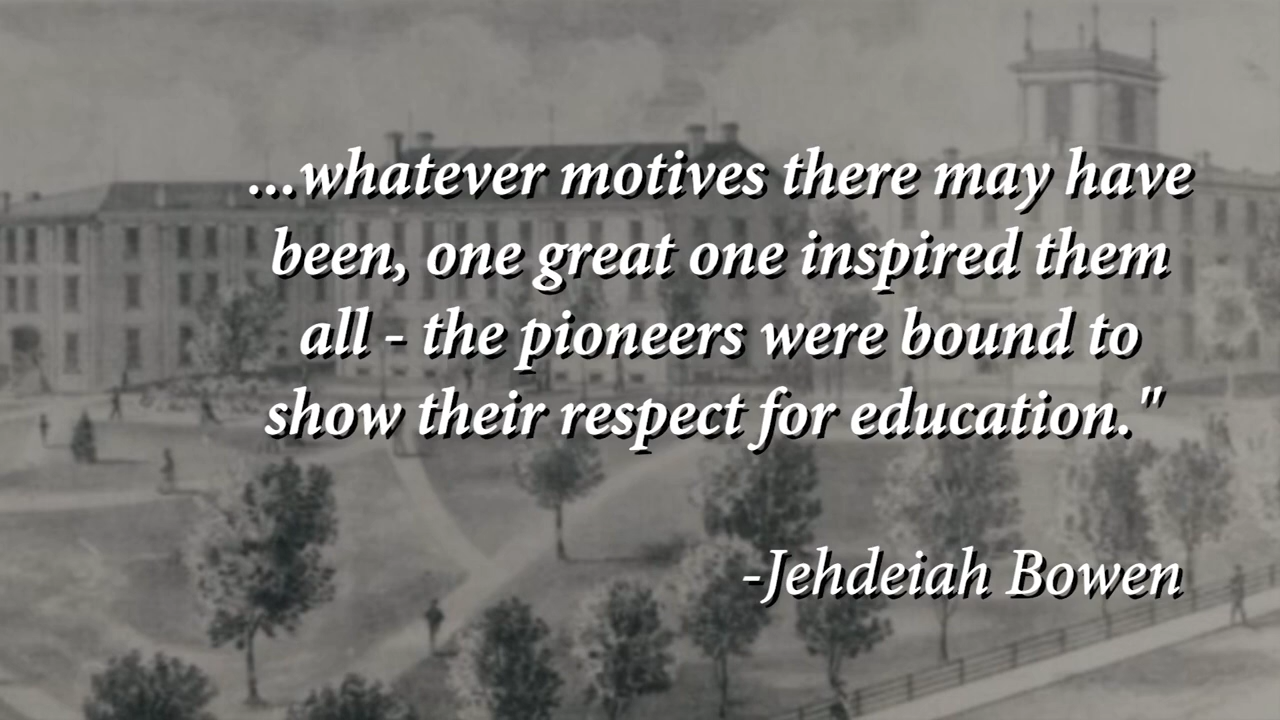 ...whatever motives there may have
been, one great one inspired them
all - the pioneers were bound to
show their respect for education."
-Jehdeiah Bowen